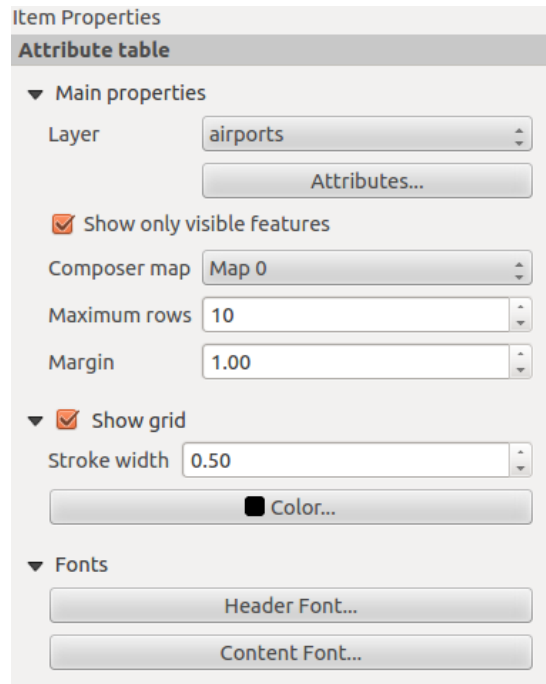 Item Properties
Attribute table
Main properties
Layer airports
Attributes...
Show only visible features
Composer map Map 0
Maximum rows 10
Margin 1.00
Show grid
Stroke width 0.50
Color...
Fonts
Header Font...
Content Font...